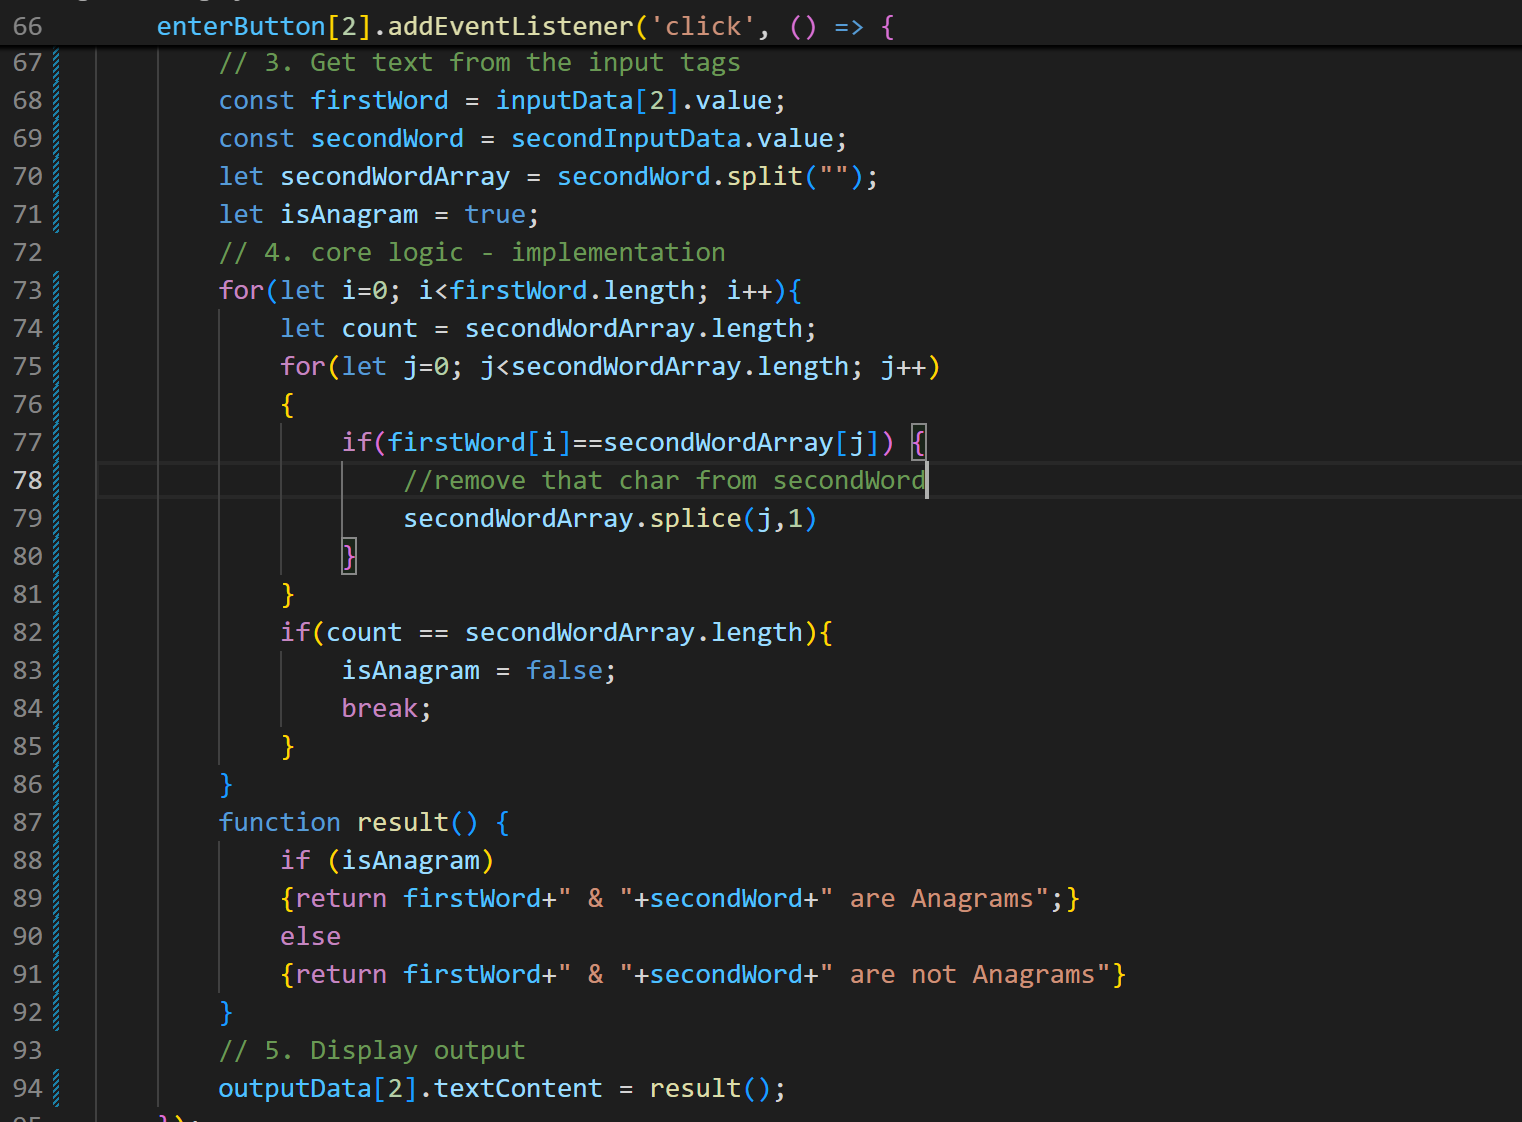 66 enterButton[2].addEventListener('click', () => {
67 // 3. Get text from the input tags
68 const firstWord = inputData[2].value;
69 const secondWord = secondInputData.value;
70 let secondWordArray = secondWord.split("");
71 let isAnagram = true;
72 // 4. core logic - implementation
73 for(let i=0; i<firstWord.length; i++){
74 let count = secondWordArray.length;
75 for(let j=0; j<secondWordArray.length; j++)
76 {
77 if(firstWord[i]==secondWordArray[j]) {
78 //remove that char from secondWord
79 secondWordArray.splice(j,1)
80 }
81 }
82 if(count == secondWordArray.length){
83 isAnagram = false;
84 break;
85 }
86 }
87 function result() {
88 if (isAnagram)
89 {return firstWord+" & "+secondWord+" are Anagrams";}
90 else
91 {return firstWord+" & "+secondWord+" are not Anagrams"}
92 }
93 // 5. Display output
94 outputData[2].textContent = result();